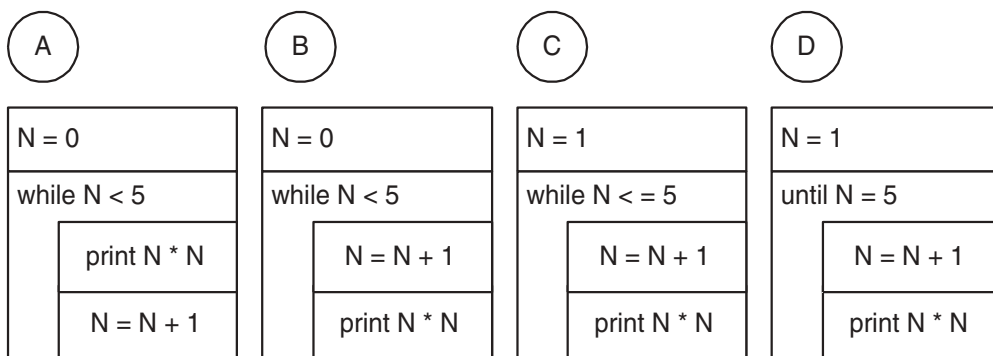 A
B
C
D
N = 0
while N < 5
print N * N
N = N + 1
N = 0
while N < 5
N = N + 1
print N * N
N = 1
while N < = 5
N = N + 1
print N * N
N = 1
until N = 5
N = N + 1
print N * N